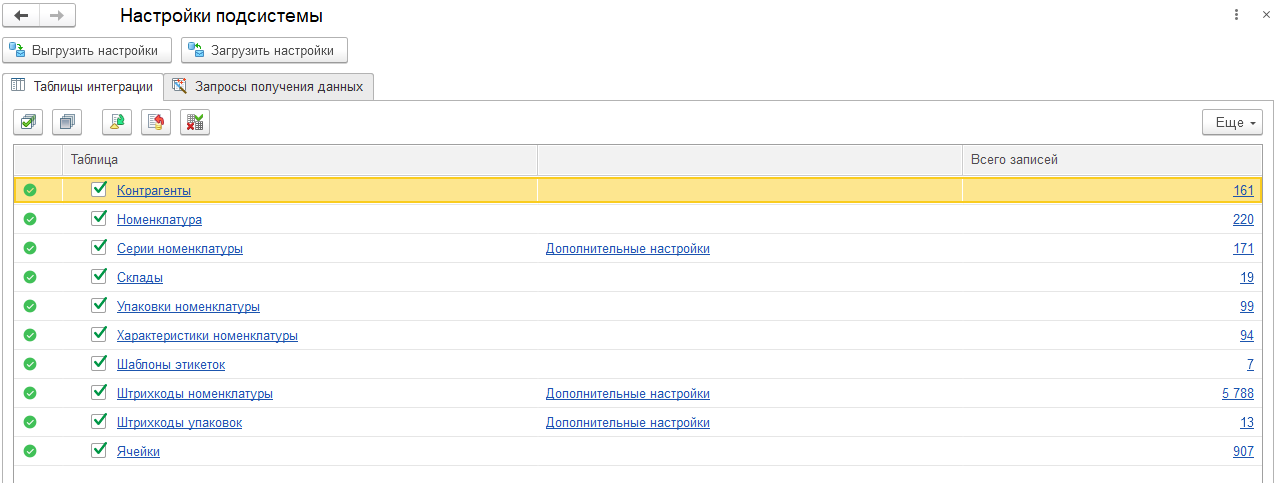 Настройки подсистемы
Выгрузить настройки Загрузить настройки
Таблицы интеграции Запросы получения данных
Еще
Таблица Всего записей
Контрагенты 161
Номенклатура 220
Серии номенклатуры Дополнительные настройки 171
Склады 19
Упаковки номенклатуры 99
Характеристики номенклатуры 94
Шаблоны этикеток 7
Штрихкоды номенклатуры Дополнительные настройки 5 788
Штрихкоды упаковок Дополнительные настройки 13
Ячейки 907